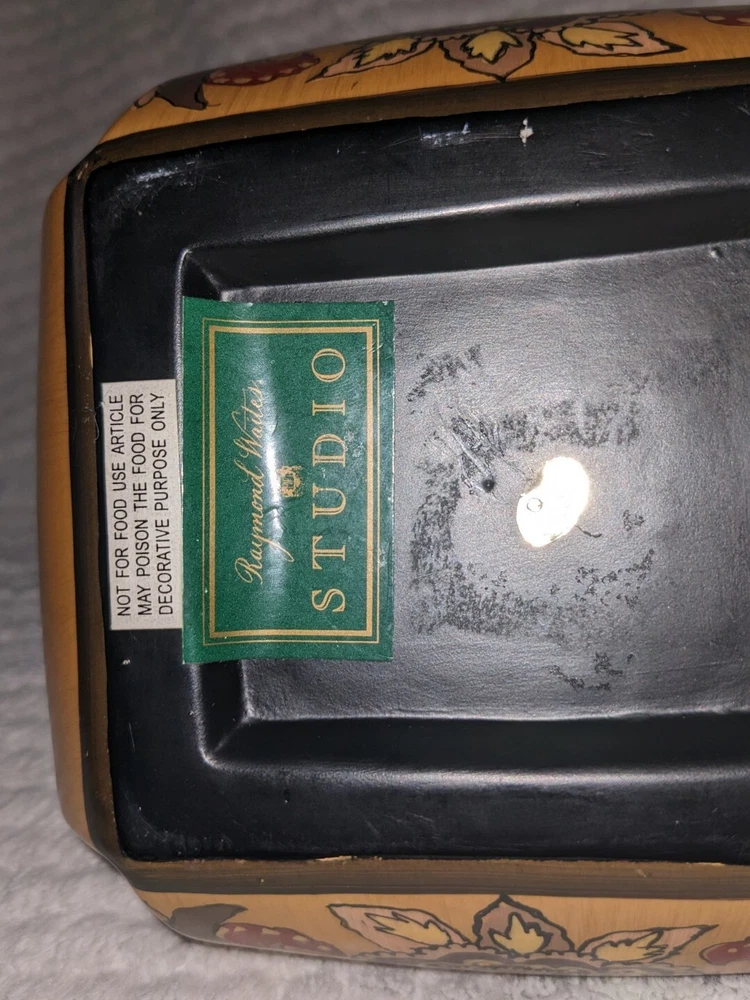 NOT FOR FOOD USE ARTICLE
MAY POISON THE FOOD FOR
DECORATIVE PURPOSE ONLY
Raymond Waites
STUDIO